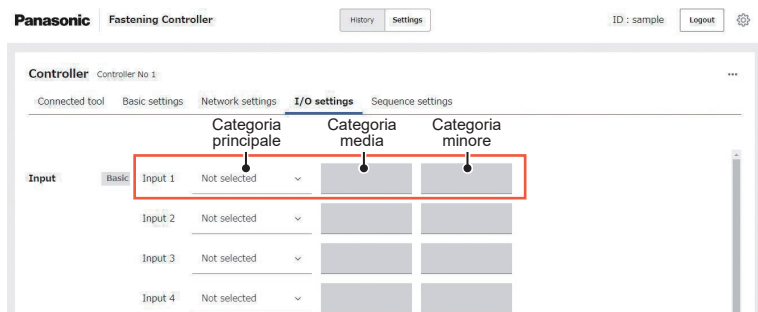 Panasonic Fastening Controller History Settings ID : sample Logout
Controller Controller No 1 ...
Connected tool Basic settings Network settings I/O settings Sequence settings
Categoria principale Categoria media Categoria minore
Input Basic Input 1 Not selected
Input 2 Not selected
Input 3 Not selected
Input 4 Not selected